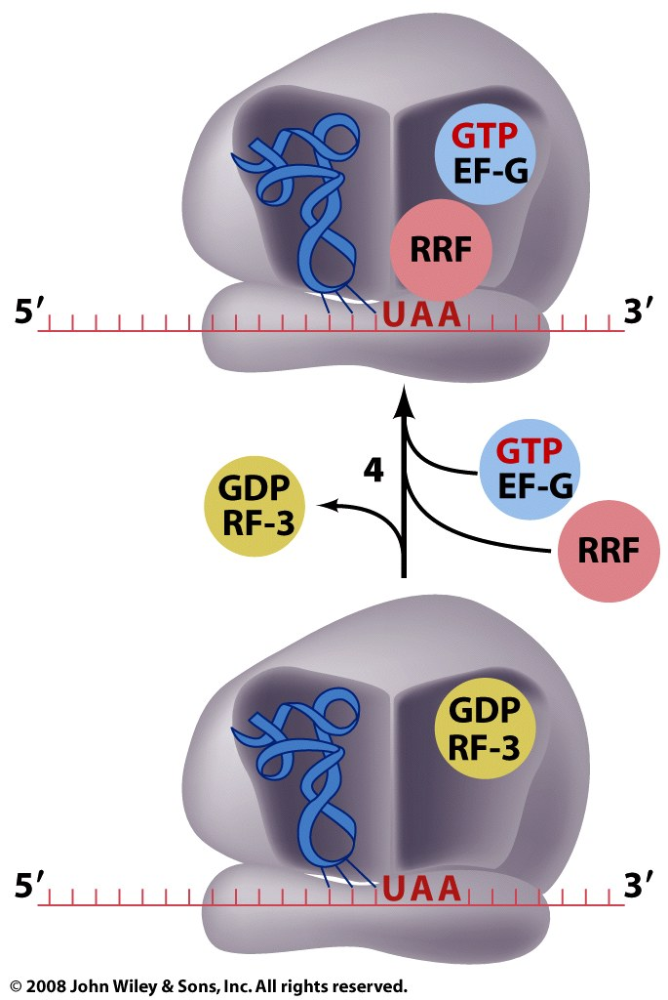 GTP
EF-G
RRF
5′ UAA 3′
4
GTP
EF-G
GDP
RF-3
RRF
GDP
RF-3
5′ UAA 3′
© 2008 John Wiley & Sons, Inc. All rights reserved.